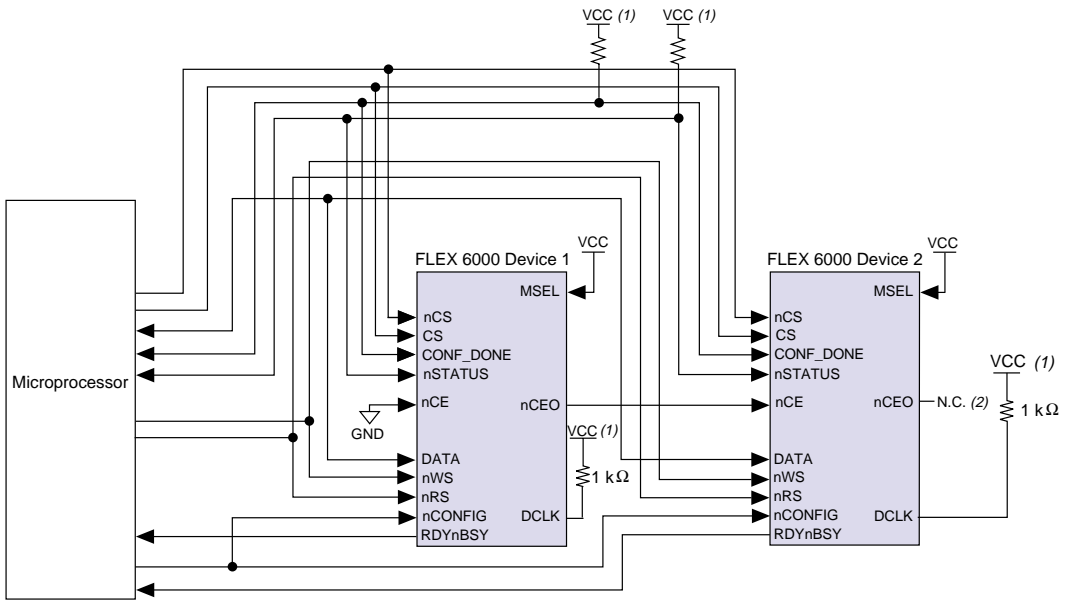 VCC (1)
VCC (1)
Microprocessor
FLEX 6000 Device 1
VCC
MSEL
nCS
CS
CONF_DONE
nSTATUS
nCE
nCEO
GND
DATA
nWS
nRS
nCONFIG
DCLK
RDYnBSY
VCC (1)
1 kΩ
FLEX 6000 Device 2
VCC
MSEL
nCS
CS
CONF_DONE
nSTATUS
nCE
nCEO
N.C. (2)
DATA
nWS
nRS
nCONFIG
DCLK
RDYnBSY
VCC (1)
1 kΩ